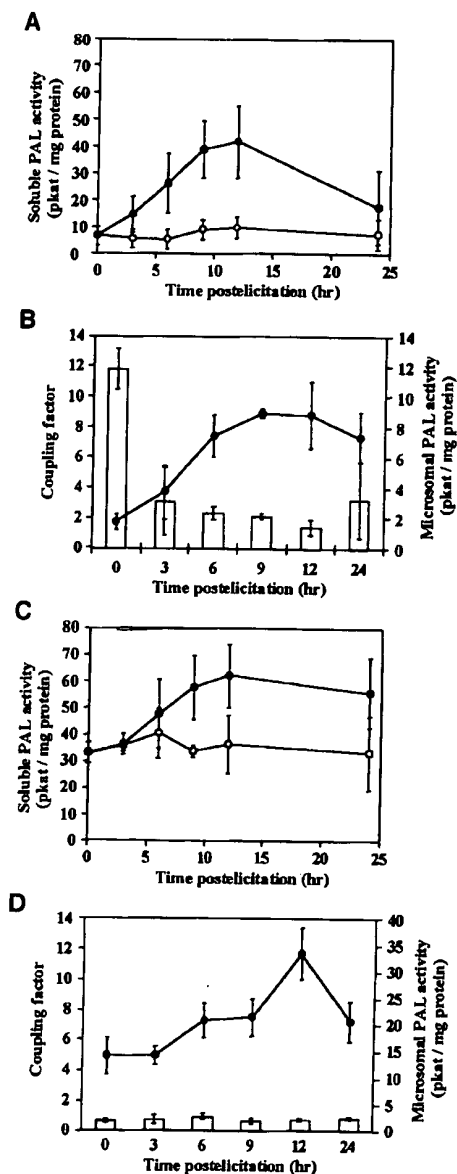 A
80
70
60
50
40
30
20
10
0
Soluble PAL activity
(pkat / mg protein)
0 5 10 15 20 25
Time postelicitation (hr)
B
14
12
10
8
6
4
2
0
Coupling factor
14
12
10
8
6
4
2
0
Microsomal PAL activity
(pkat / mg protein)
0 3 6 9 12 24
Time postelicitation (hr)
C
80
70
60
50
40
30
20
10
0
Soluble PAL activity
(pkat / mg protein)
0 5 10 15 20 25
Time postelicitation (hr)
D
14
12
10
8
6
4
2
0
Coupling factor
40
35
30
25
20
15
10
5
0
Microsomal PAL activity
(pkat / mg protein)
0 3 6 9 12 24
Time postelicitation (hr)